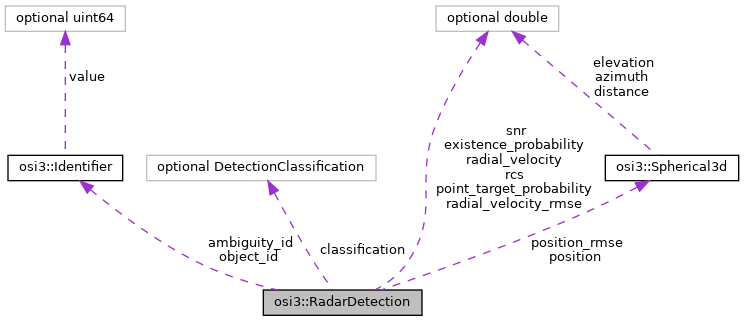 optional uint64
optional double
value
elevation
azimuth
distance
snr
existence_probability
radial_velocity
rcs
point_target_probability
radial_velocity_rmse
osi3::Identifier
optional DetectionClassification
osi3::Spherical3d
ambiguity_id
object_id
classification
position_rmse
position
osi3::RadarDetection